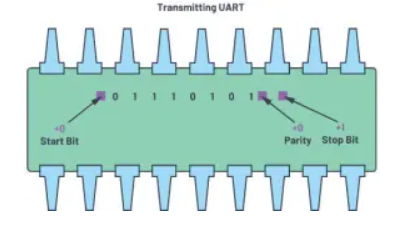 Transmitting UART
0 1 1 1 0 1 0 1
+0 +0 +1
Start Bit Parity Stop Bit